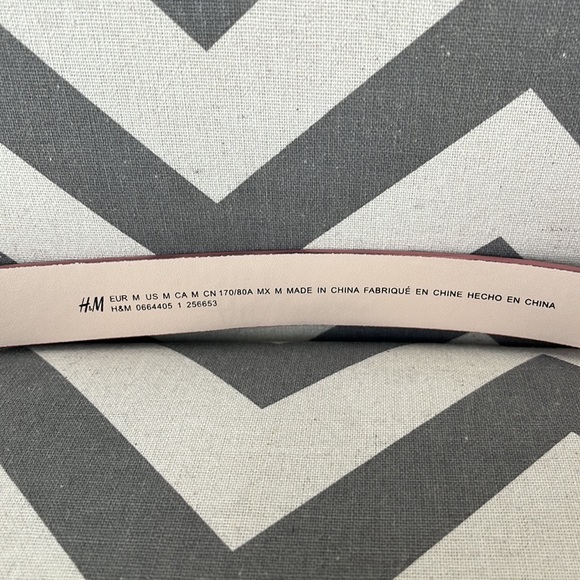 H&M EUR M US M CA M CN 170/80A MX M MADE IN CHINA FABRIQUÉ EN CHINE HECHO EN CHINA
H&M 0664405 1 256653